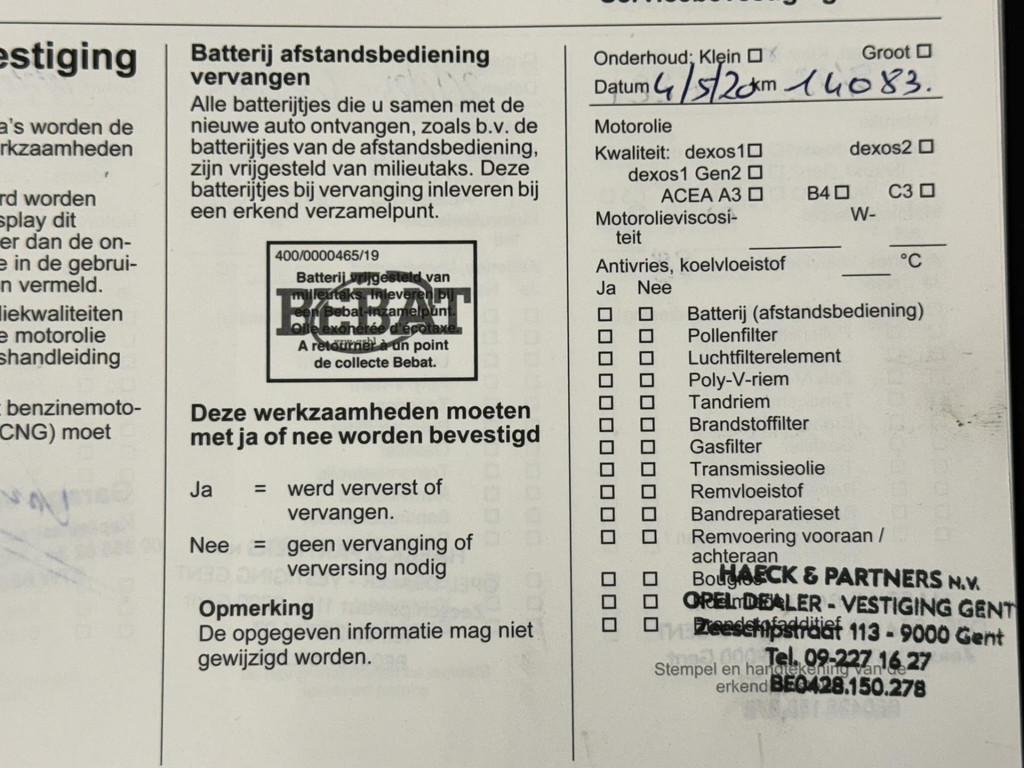 estiging
a's worden de
rkzaamheden
rd worden
splay dit
er dan de on-
e in de gebrui-
n vermeld.
liekwaliteiten
e motorolie
shandleiding
t benzinemoto-
CNG) moet
Batterij afstandsbediening
vervangen
Alle batterijtjes die u samen met de
nieuwe auto ontvangen, zoals b.v. de
batterijtjes van de afstandsbediening,
zijn vrijgesteld van milieutaks. Deze
batterijtjes bij vervanging inleveren bij
een erkend verzamelpunt.
400/0000465/19
BEBAT
Batterij vrijgesteld van
milieutaks. Inleveren bij
een Bebat-Inzamelpunt.
Oile exonérée d'écotaxe.
A retourner à un point
de collecte Bebat.
Deze werkzaamheden moeten
met ja of nee worden bevestigd
Ja = werd ververst of
vervangen.
Nee = geen vervanging of
verversing nodig
Opmerking
De opgegeven informatie mag niet
gewijzigd worden.
Onderhoud: Klein Groot
Datum 4/5/20 km 14083.
Motorolie
Kwaliteit: dexos1 dexos2
dexos1 Gen2
ACEA A3 B4 C3
Motorolieviscosi- W-
teit
Antivries, koelvloeistof °C
Ja Nee
Batterij (afstandsbediening)
Pollenfilter
Luchtfilterelement
Poly-V-riem
Tandriem
Brandstoffilter
Gasfilter
Transmissieolie
Remvloeistof
Bandreparatieset
Remvoering vooraan /
achteraan
Bougies
HAECK & PARTNERS N.V.
OPEL DEALER - VESTIGING GENT
Brandstofadditief
Zeeschipstraat 113 - 9000 Gent
Tel. 09-227 16 27
Stempel en handtekening van de
erkend
BE0428.150.278